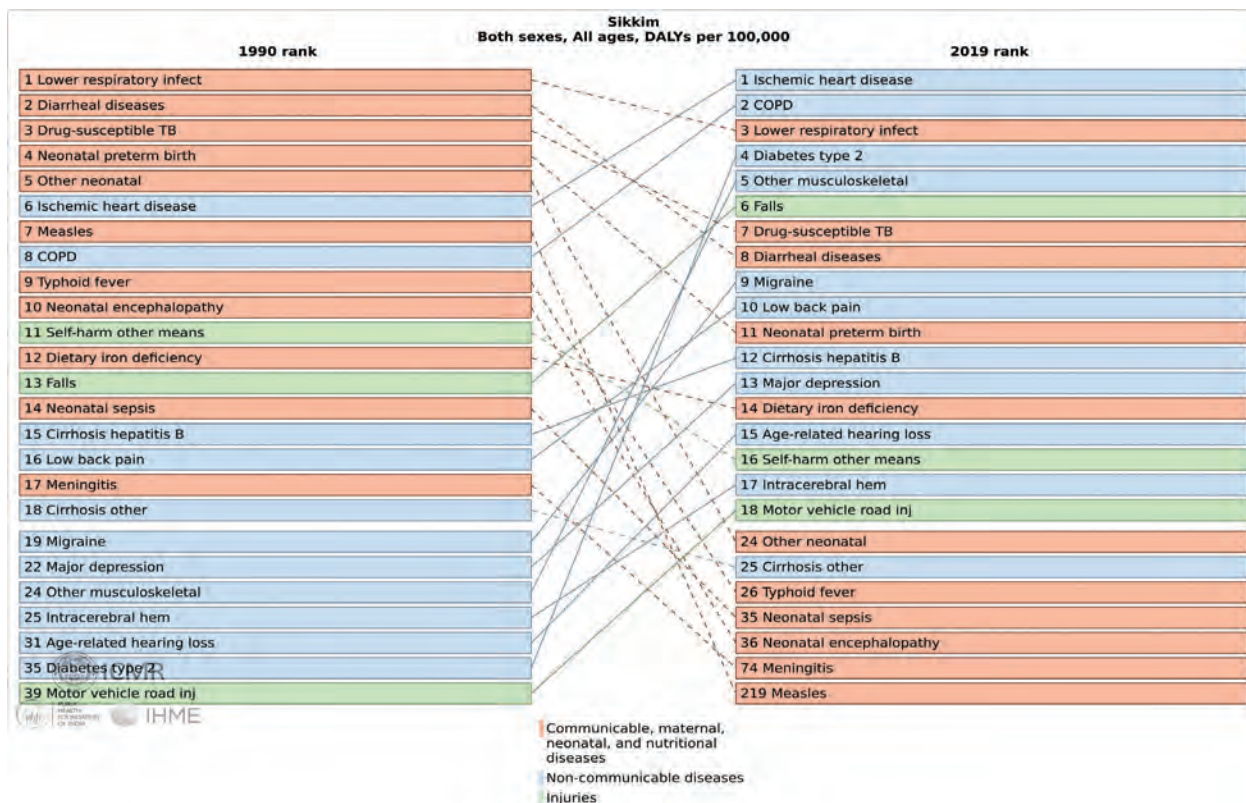 Sikkim
Both sexes, All ages, DALYs per 100,000
1990 rank
2019 rank
1 Lower respiratory infect
2 Diarrheal diseases
3 Drug-susceptible TB
4 Neonatal preterm birth
5 Other neonatal
6 Ischemic heart disease
7 Measles
8 COPD
9 Typhoid fever
10 Neonatal encephalopathy
11 Self-harm other means
12 Dietary iron deficiency
13 Falls
14 Neonatal sepsis
15 Cirrhosis hepatitis B
16 Low back pain
17 Meningitis
18 Cirrhosis other
19 Migraine
22 Major depression
24 Other musculoskeletal
25 Intracerebral hem
31 Age-related hearing loss
35 Diabetes type 2
39 Motor vehicle road inj
1 Ischemic heart disease
2 COPD
3 Lower respiratory infect
4 Diabetes type 2
5 Other musculoskeletal
6 Falls
7 Drug-susceptible TB
8 Diarrheal diseases
9 Migraine
10 Low back pain
11 Neonatal preterm birth
12 Cirrhosis hepatitis B
13 Major depression
14 Dietary iron deficiency
15 Age-related hearing loss
16 Self-harm other means
17 Intracerebral hem
18 Motor vehicle road inj
24 Other neonatal
25 Cirrhosis other
26 Typhoid fever
35 Neonatal sepsis
36 Neonatal encephalopathy
74 Meningitis
219 Measles
ICMR
PUBLIC
HEALTH
FOUNDATION
OF INDIA
IHME
Communicable, maternal,
neonatal, and nutritional
diseases
Non-communicable diseases
Injuries